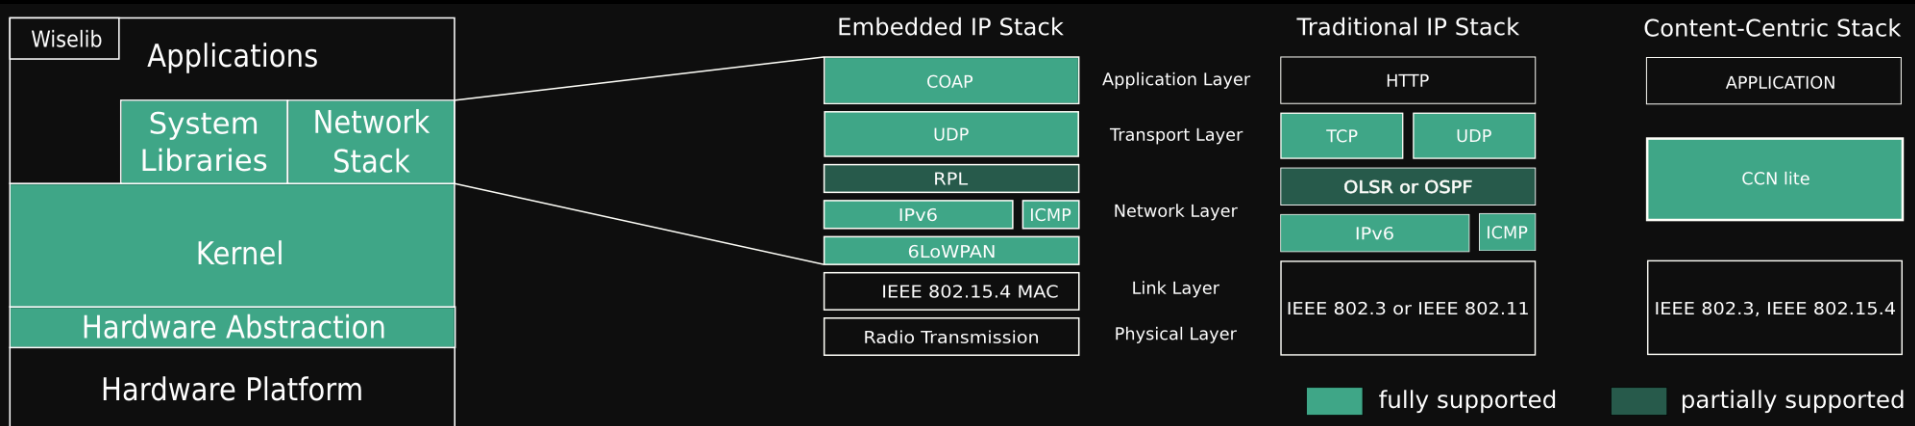 Wiselib
Applications
System
Libraries
Network
Stack
Kernel
Hardware Abstraction
Hardware Platform
Embedded IP Stack
COAP
UDP
RPL
IPv6
ICMP
6LoWPAN
IEEE 802.15.4 MAC
Radio Transmission
Application Layer
Transport Layer
Network Layer
Link Layer
Physical Layer
Traditional IP Stack
HTTP
TCP
UDP
OLSR or OSPF
IPv6
ICMP
IEEE 802.3 or IEEE 802.11
Content-Centric Stack
APPLICATION
CCN lite
IEEE 802.3, IEEE 802.15.4
fully supported
partially supported